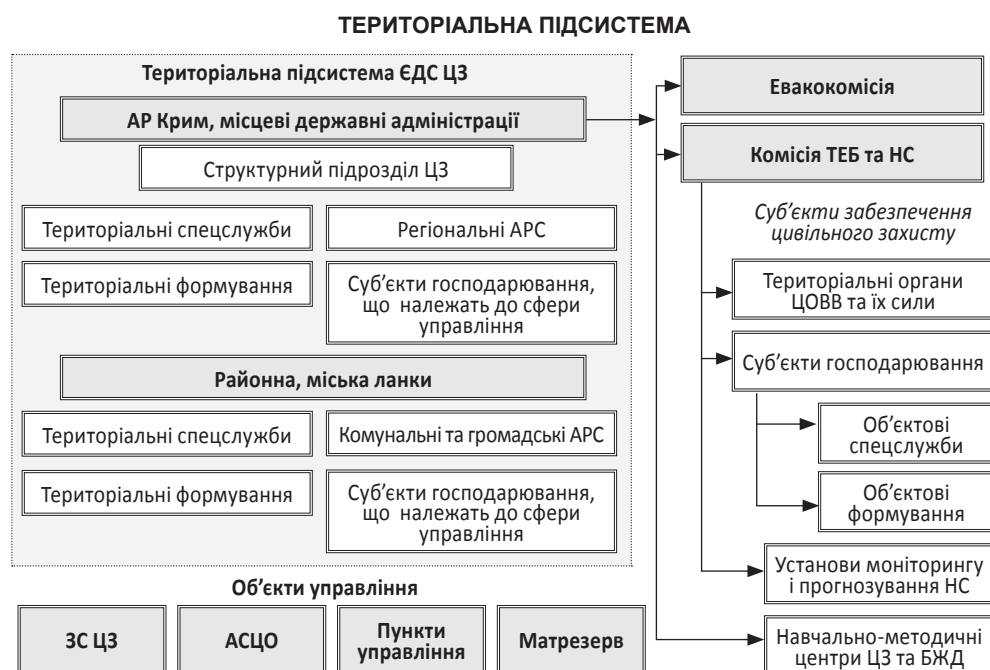 ТЕРИТОРІАЛЬНА ПІДСИСТЕМА
Територіальна підсистема ЄДС ЦЗ
АР Крим, місцеві державні адміністрації
Структурний підрозділ ЦЗ
Територіальні спецслужби
Регіональні АРС
Територіальні формування
Суб’єкти господарювання,
що належать до сфери
управління
Районна, міська ланки
Територіальні спецслужби
Комунальні та громадські АРС
Територіальні формування
Суб’єкти господарювання,
що належать до сфери
управління
Об’єкти управління
ЗС ЦЗ
АСЦО
Пункти
управління
Матрезерв
Евакокомісія
Комісія ТЕБ та НС
Суб’єкти забезпечення
цивільного захисту
Територіальні органи
ЦОВВ та їх сили
Суб’єкти господарювання
Об’єктові
спецслужби
Об’єктові
формування
Установи моніторингу
і прогнозування НС
Навчально-методичні
центри ЦЗ та БЖД